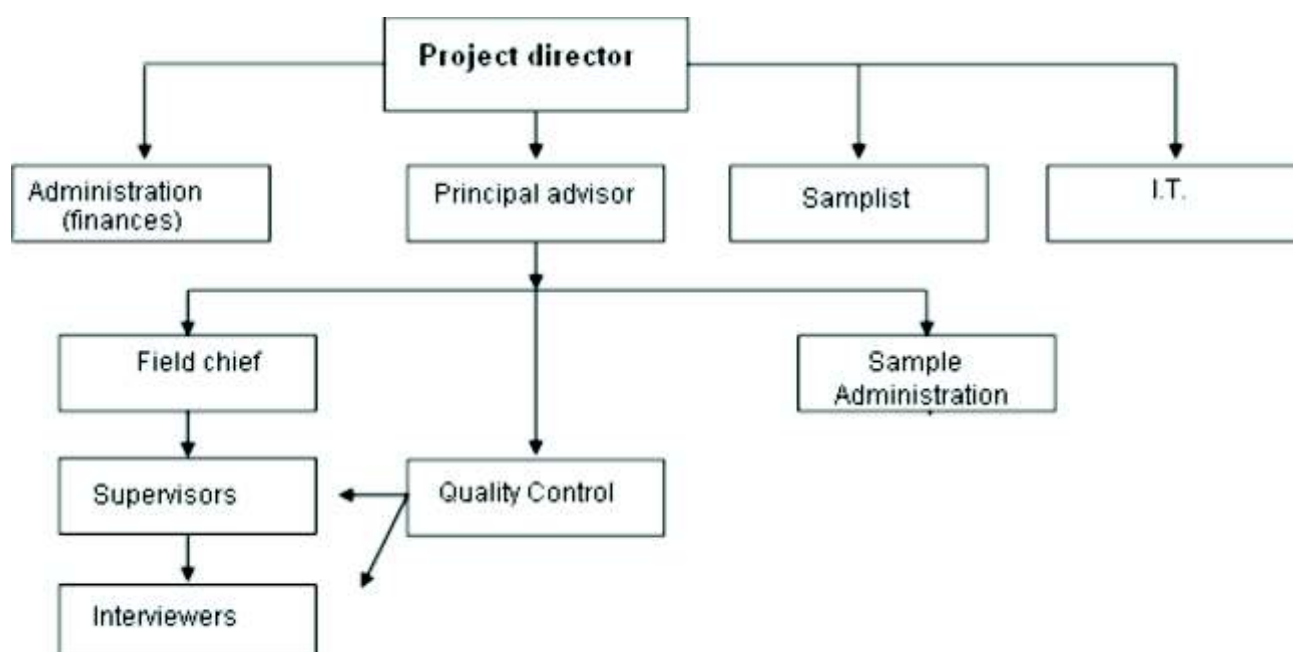 Project director
Administration
(finances)
Principal advisor
Samplist
I.T.
Field chief
Sample
Administration
Supervisors
Quality Control
Interviewers